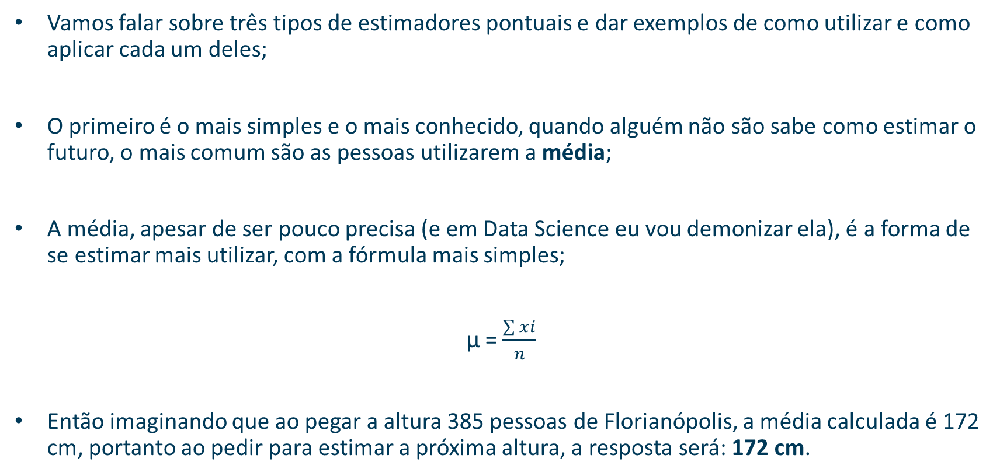 • Vamos falar sobre três tipos de estimadores pontuais e dar exemplos de como utilizar e como
aplicar cada um deles;
• O primeiro é o mais simples e o mais conhecido, quando alguém não são sabe como estimar o
futuro, o mais comum são as pessoas utilizarem a média;
• A média, apesar de ser pouco precisa (e em Data Science eu vou demonizar ela), é a forma de
se estimar mais utilizar, com a fórmula mais simples;
μ = ∑ xi / n
• Então imaginando que ao pegar a altura 385 pessoas de Florianópolis, a média calculada é 172
cm, portanto ao pedir para estimar a próxima altura, a resposta será: 172 cm.